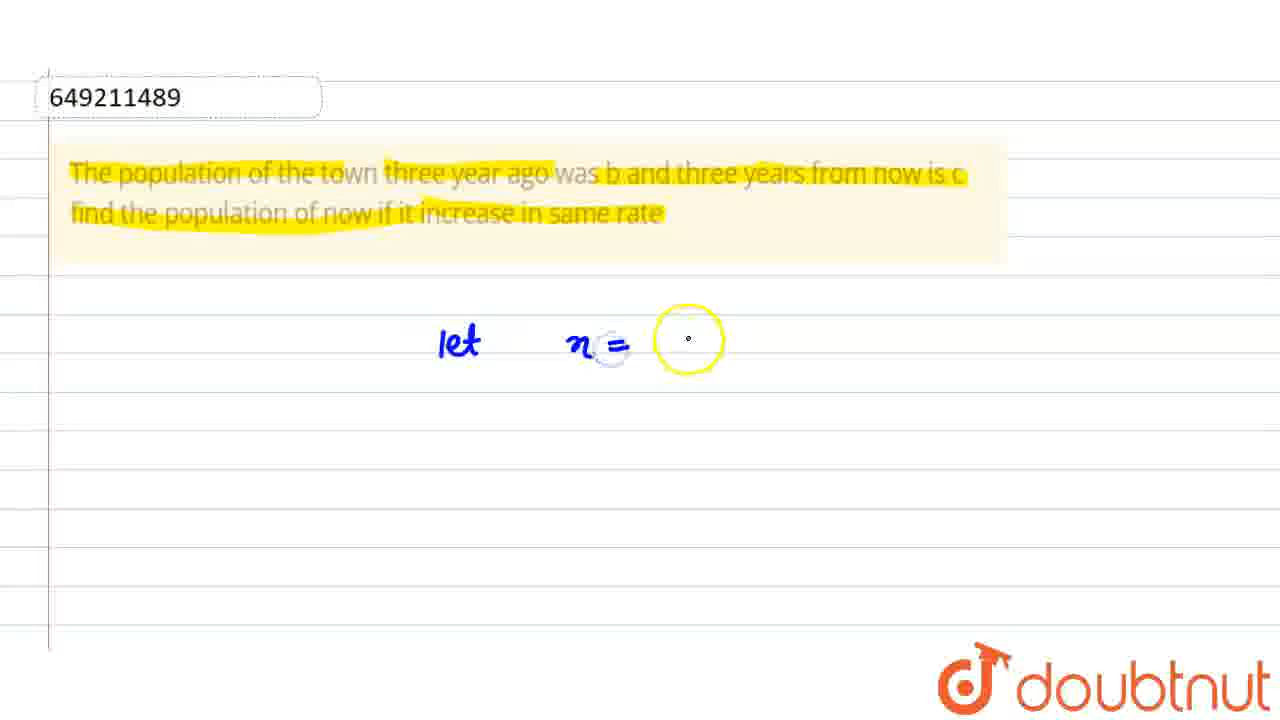 649211489
The population of the town three year ago was b and three years from now is c
find the population of now if it increase in same rate
let n =
doubtnut